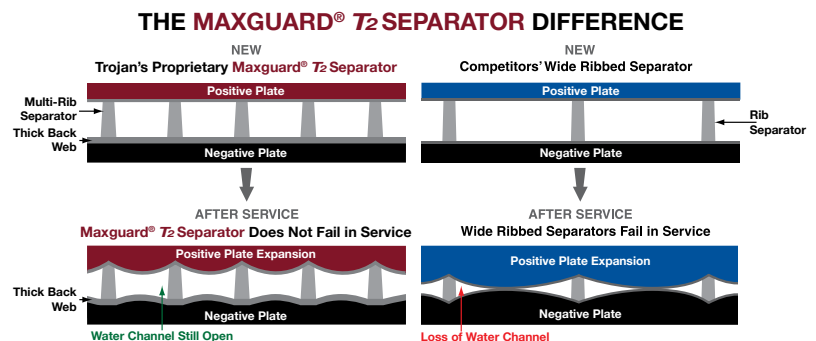 THE MAXGUARD® T2 SEPARATOR DIFFERENCE
NEW
Trojan's Proprietary Maxguard® T2 Separator
Positive Plate
Multi-Rib
Separator
Thick Back
Web
Negative Plate
NEW
Competitors' Wide Ribbed Separator
Positive Plate
Rib
Separator
Negative Plate
AFTER SERVICE
Maxguard® T2 Separator Does Not Fail in Service
Positive Plate Expansion
Thick Back
Web
Negative Plate
Water Channel Still Open
AFTER SERVICE
Wide Ribbed Separators Fail in Service
Positive Plate Expansion
Negative Plate
Loss of Water Channel